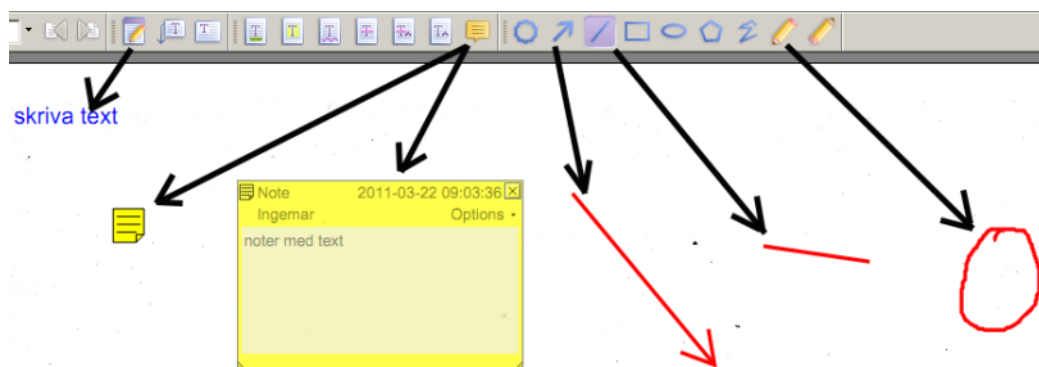 skriva text
Note 2011-03-22 09:03:36
Ingemar Options
noter med text